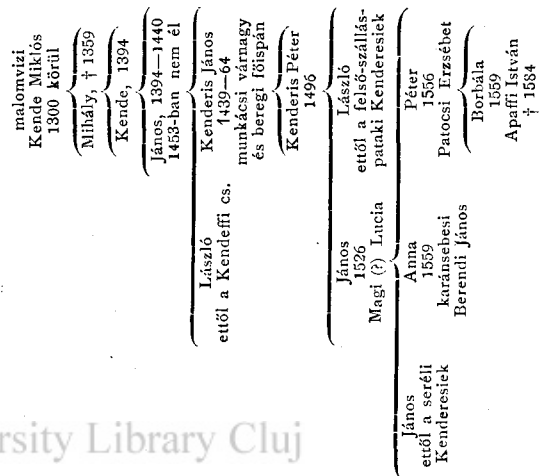 malomvizi
Kende Miklós
1300 körül
Mihály, † 1359
Kende, 1394
János, 1394—1440
1453-ban nem él
László
ettől a Kendeffi cs.
Kenderis János
1439—64
munkácsi várnagy
és beregi főispán
Kenderis Péter
1496
János
1526
Magi (?) Lucia
László
ettől a felső-szállás-
pataki Kenderesiek
János
ettől a seréli
Kenderesiek
Anna
1559
karánsebesi
Berendi János
Péter
1556
Patocsi Erzsébet
Borbála
1559
Apaffi István
† 1584
rsity Library Cluj